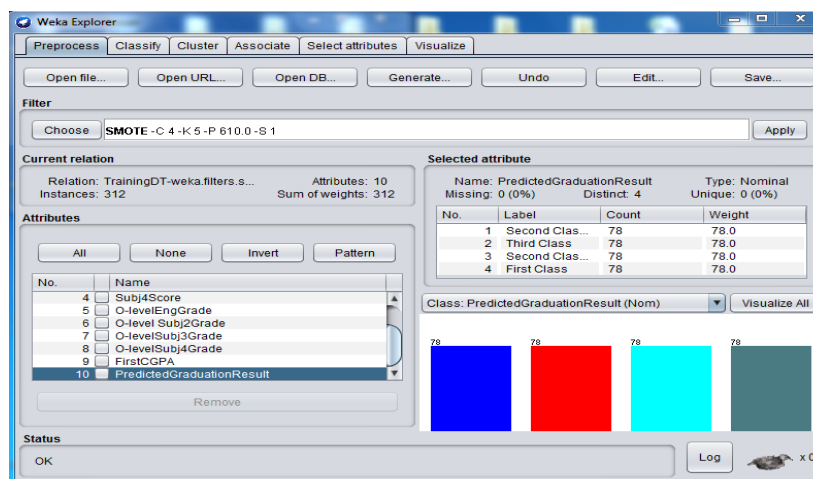 Weka Explorer
Preprocess Classify Cluster Associate Select attributes Visualize
Open file... Open URL... Open DB... Generate... Undo Edit... Save...
Filter
Choose SMOTE -C 4 -K 5 -P 610.0 -S 1 Apply
Current relation
Relation: TrainingDT-weka.filters.s... Attributes: 10
Instances: 312 Sum of weights: 312
Attributes
All None Invert Pattern
No. Name
4 Subj4Score
5 O-levelEngGrade
6 O-level Subj2Grade
7 O-levelSubj3Grade
8 O-levelSubj4Grade
9 FirstCGPA
10 PredictedGraduationResult
Remove
Selected attribute
Name: PredictedGraduationResult Type: Nominal
Missing: 0 (0%) Distinct: 4 Unique: 0 (0%)
No. Label Count Weight
1 Second Clas... 78 78.0
2 Third Class 78 78.0
3 Second Clas... 78 78.0
4 First Class 78 78.0
Class: PredictedGraduationResult (Nom) Visualize All
78 78 78 78
Status
OK
Log x 0